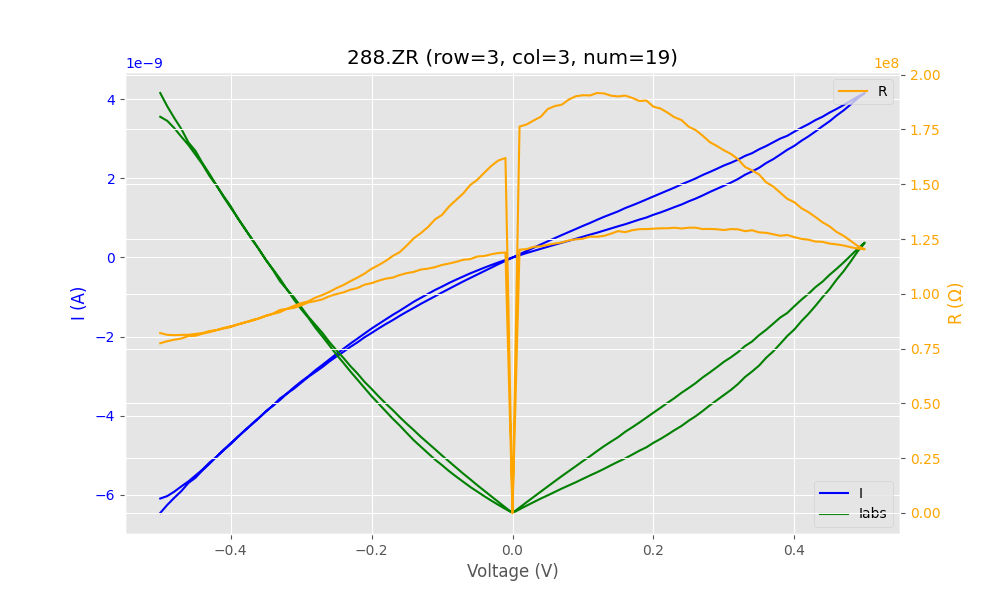 288.ZR (row=3, col=3, num=19)
1e−9
1e8
R
4
2
0
−2
−4
−6
I (A)
2.00
1.75
1.50
1.25
1.00
0.75
0.50
0.25
0.00
R (Ω)
I
Iabs
−0.4
−0.2
0.0
0.2
0.4
Voltage (V)